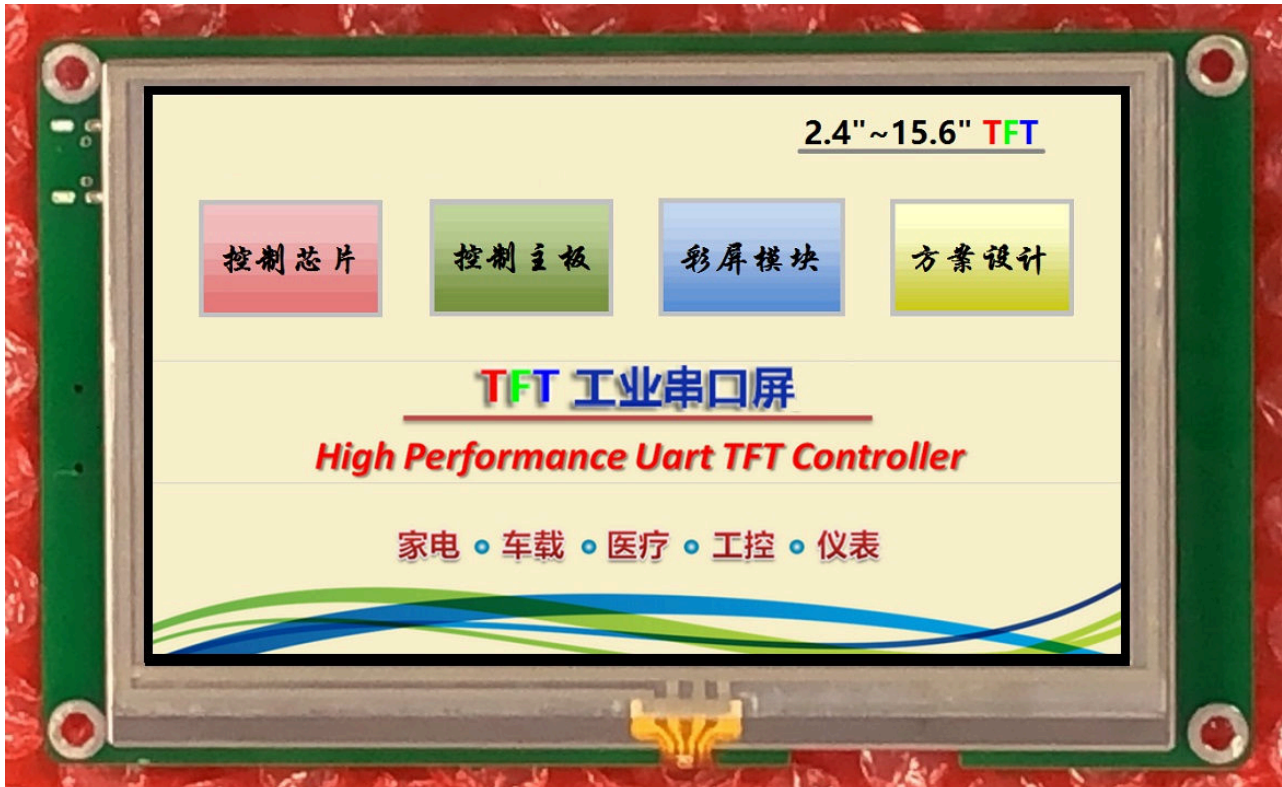 2.4"~15.6" TFT
控制芯片 控制主板 彩屏模块 方案设计
TFT 工业串口屏
High Performance Uart TFT Controller
家电 • 车载 • 医疗 • 工控 • 仪表